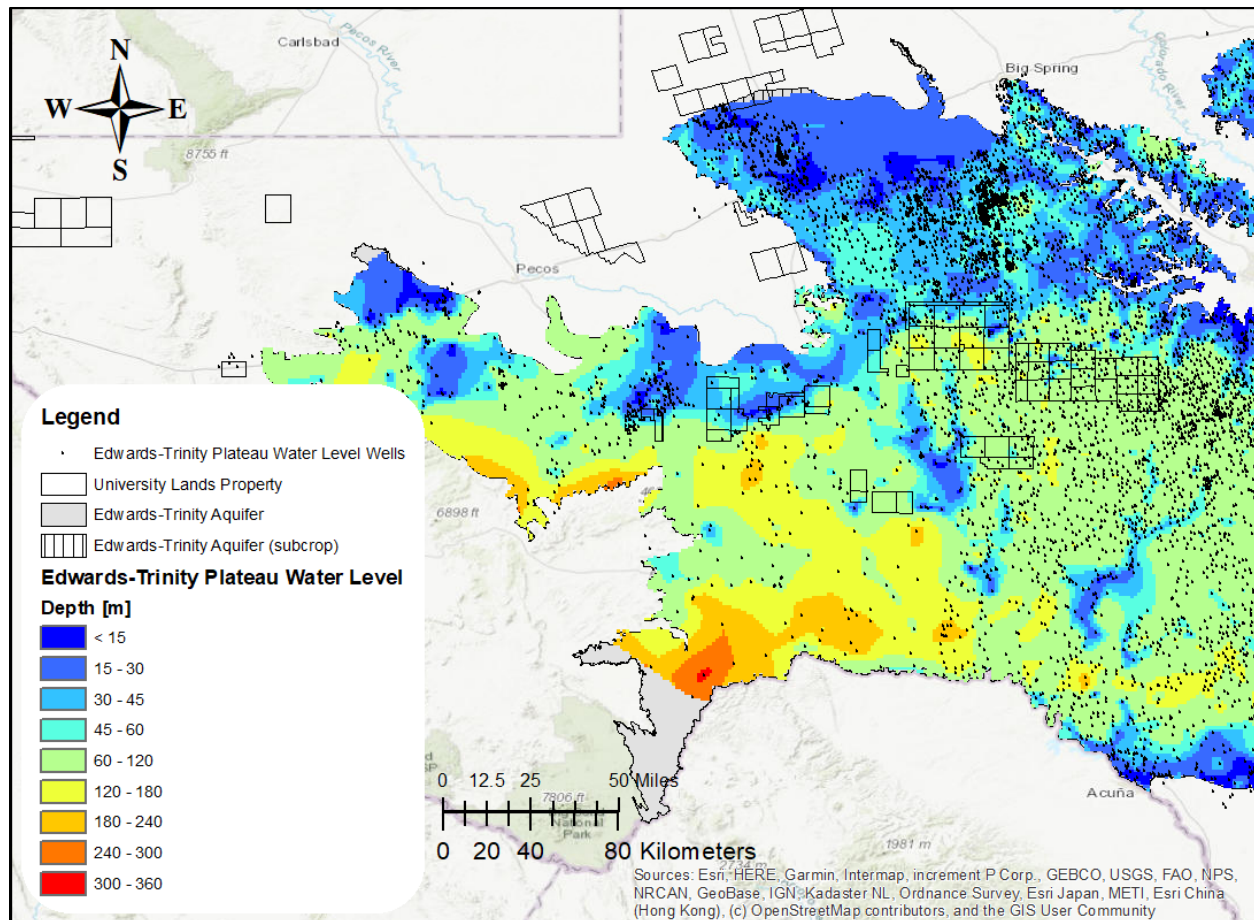 Carlsbad
Pecos River
Big Spring
Colorado River
N
W E
S
8755 ft
Pecos
Legend
Edwards-Trinity Plateau Water Level Wells
University Lands Property
Edwards-Trinity Aquifer
Edwards-Trinity Aquifer (subcrop)
Edwards-Trinity Plateau Water Level
Depth [m]
< 15
15 - 30
30 - 45
45 - 60
60 - 120
120 - 180
180 - 240
240 - 300
300 - 360
6898 ft
0 12.5 25 50 Miles
7806 ft
National
Park
0 20 40 80 Kilometers
Acuña
1981 m
2734 m
Sources: Esri, HERE, Garmin, Intermap, increment P Corp., GEBCO, USGS, FAO, NPS,
NRCAN, GeoBase, IGN, Kadaster NL, Ordnance Survey, Esri Japan, METI, Esri China
(Hong Kong), (c) OpenStreetMap contributors, and the GIS User Community